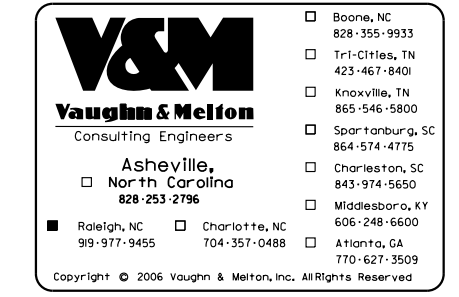 V&M
Vaughn & Melton
Consulting Engineers
Asheville,
North Carolina
828·253·2796
Raleigh, NC
919·977·9455
Charlotte, NC
704·357·0488
Boone, NC
828·355·9933
Tri-Cities, TN
423·467·8401
Knoxville, TN
865·546·5800
Spartanburg, SC
864·574·4775
Charleston, SC
843·974·5650
Middlesboro, KY
606·248·6600
Atlanta, GA
770·627·3509
Copyright © 2006 Vaughn & Melton, Inc. All Rights Reserved